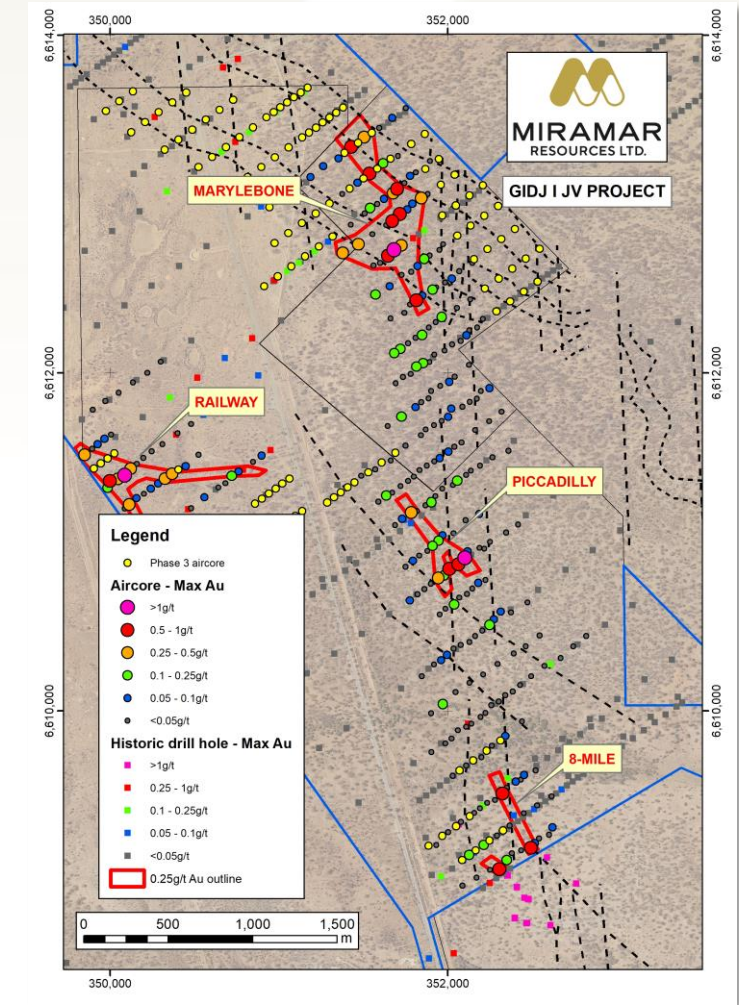 350,000
352,000
6,614,000
6,614,000
MIRAMAR
RESOURCES LTD.
GIDJ I JV PROJECT
MARYLEBONE
6,612,000
6,612,000
RAILWAY
PICCADILLY
Legend
Phase 3 aircore
Aircore - Max Au
>1g/t
0.5 - 1g/t
0.25 - 0.5g/t
0.1 - 0.25g/t
0.05 - 0.1g/t
<0.05g/t
Historic drill hole - Max Au
>1g/t
0.25 - 1g/t
0.1 - 0.25g/t
0.05 - 0.1g/t
<0.05g/t
0.25g/t Au outline
6,610,000
6,610,000
8-MILE
0 500 1,000 1,500
m
350,000
352,000